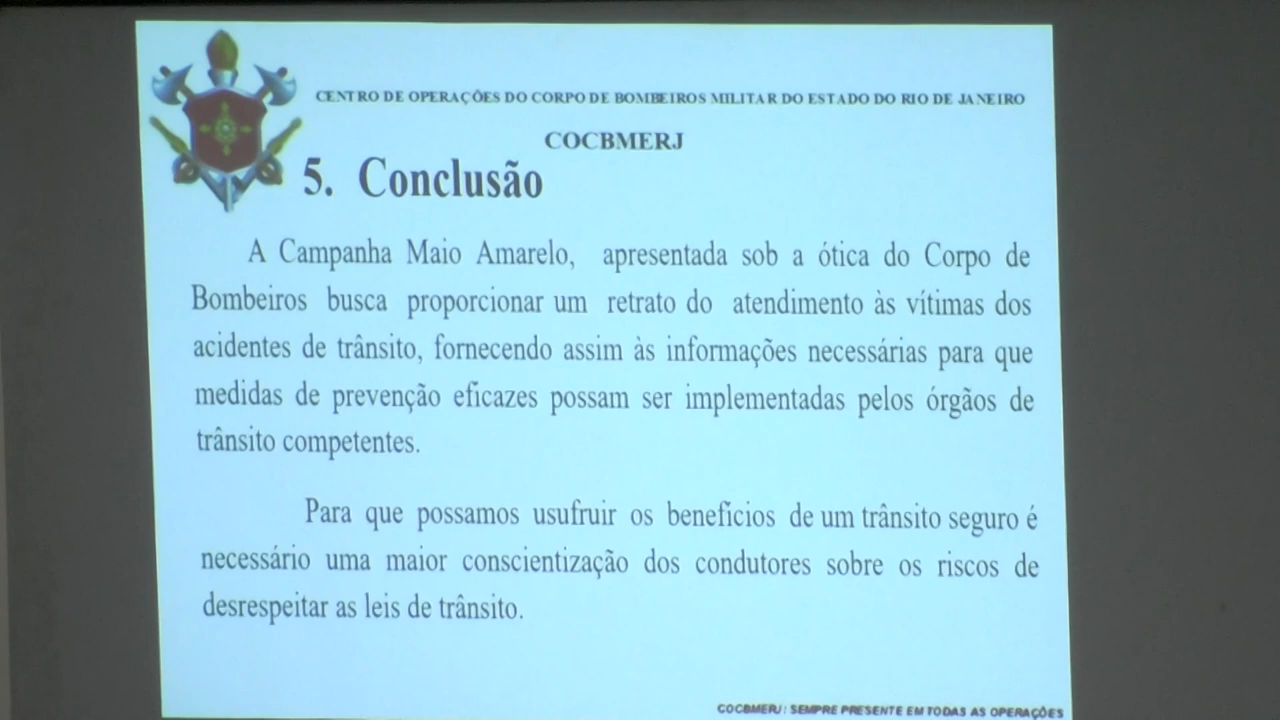 CENTRO DE OPERAÇÕES DO CORPO DE BOMBEIROS MILITAR DO ESTADO DO RIO DE JANEIRO
COCBMERJ
5. Conclusão
A Campanha Maio Amarelo, apresentada sob a ótica do Corpo de
Bombeiros busca proporcionar um retrato do atendimento às vítimas dos
acidentes de trânsito, fornecendo assim às informações necessárias para que
medidas de prevenção eficazes possam ser implementadas pelos órgãos de
trânsito competentes.
Para que possamos usufruir os benefícios de um trânsito seguro é
necessário uma maior conscientização dos condutores sobre os riscos de
desrespeitar as leis de trânsito.
COCBMERJ: SEMPRE PRESENTE EM TODAS AS OPERAÇÕES